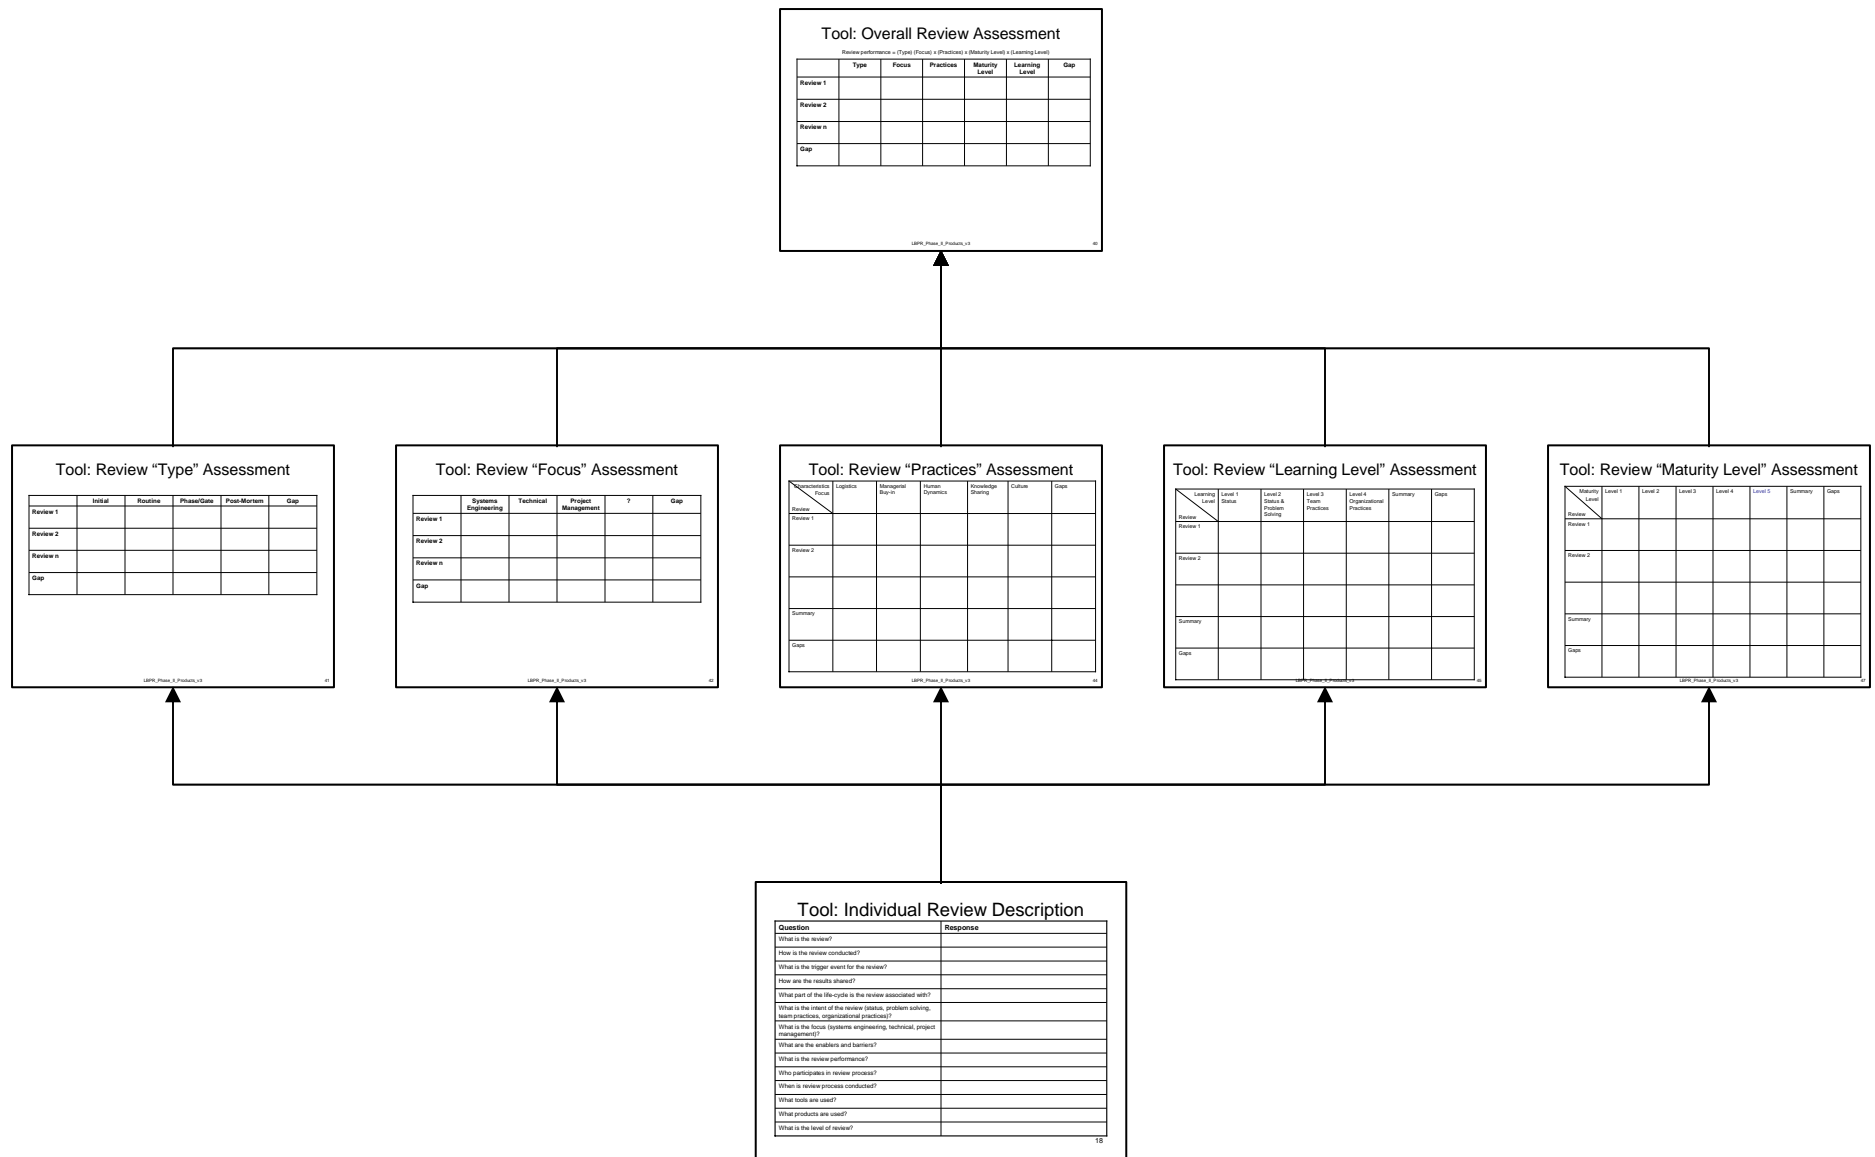 Tool: Overall Review Assessment
Review performance = (Type) (Focus) x (Practices) x (Maturity Level) x (Learning Level)
Type Focus Practices Maturity Level Learning Level Gap
Review 1
Review 2
Review n
Gap
LBPR_Phase_II_Products_v3 40
Tool: Review “Type” Assessment
Initial Routine Phase/Gate Post-Mortem Gap
Review 1
Review 2
Review n
Gap
LBPR_Phase_II_Products_v3 41
Tool: Review “Focus” Assessment
Systems Engineering Technical Project Management ? Gap
Review 1
Review 2
Review n
Gap
LBPR_Phase_II_Products_v3 42
Tool: Review “Practices” Assessment
Characteristics Focus Review Logistics Managerial Buy-in Human Dynamics Knowledge Sharing Culture Gaps
Review 1
Review 2
Summary
Gaps
LBPR_Phase_II_Products_v3 44
Tool: Review “Learning Level” Assessment
Learning Level Review Level 1 Status Level 2 Status & Problem Solving Level 3 Team Practices Level 4 Organizational Practices Summary Gaps
Review 1
Review 2
Summary
Gaps
LBPR_Phase_II_Products_v3
Tool: Review “Maturity Level” Assessment
Maturity Level Review Level 1 Level 2 Level 3 Level 4 Level 5 Summary Gaps
Review 1
Review 2
Summary
Gaps
LBPR_Phase_II_Products_v3 47
Tool: Individual Review Description
Question Response
What is the review?
How is the review conducted?
What is the trigger event for the review?
How are the results shared?
What part of the life-cycle is the review associated with?
What is the intent of the review (status, problem solving,
team practices, organizational practices)?
What is the focus (systems engineering, technical, project
management)?
What are the enablers and barriers?
What is the review performance?
Who participates in review process?
When is review process conducted?
What tools are used?
What products are used?
What is the level of review?
18